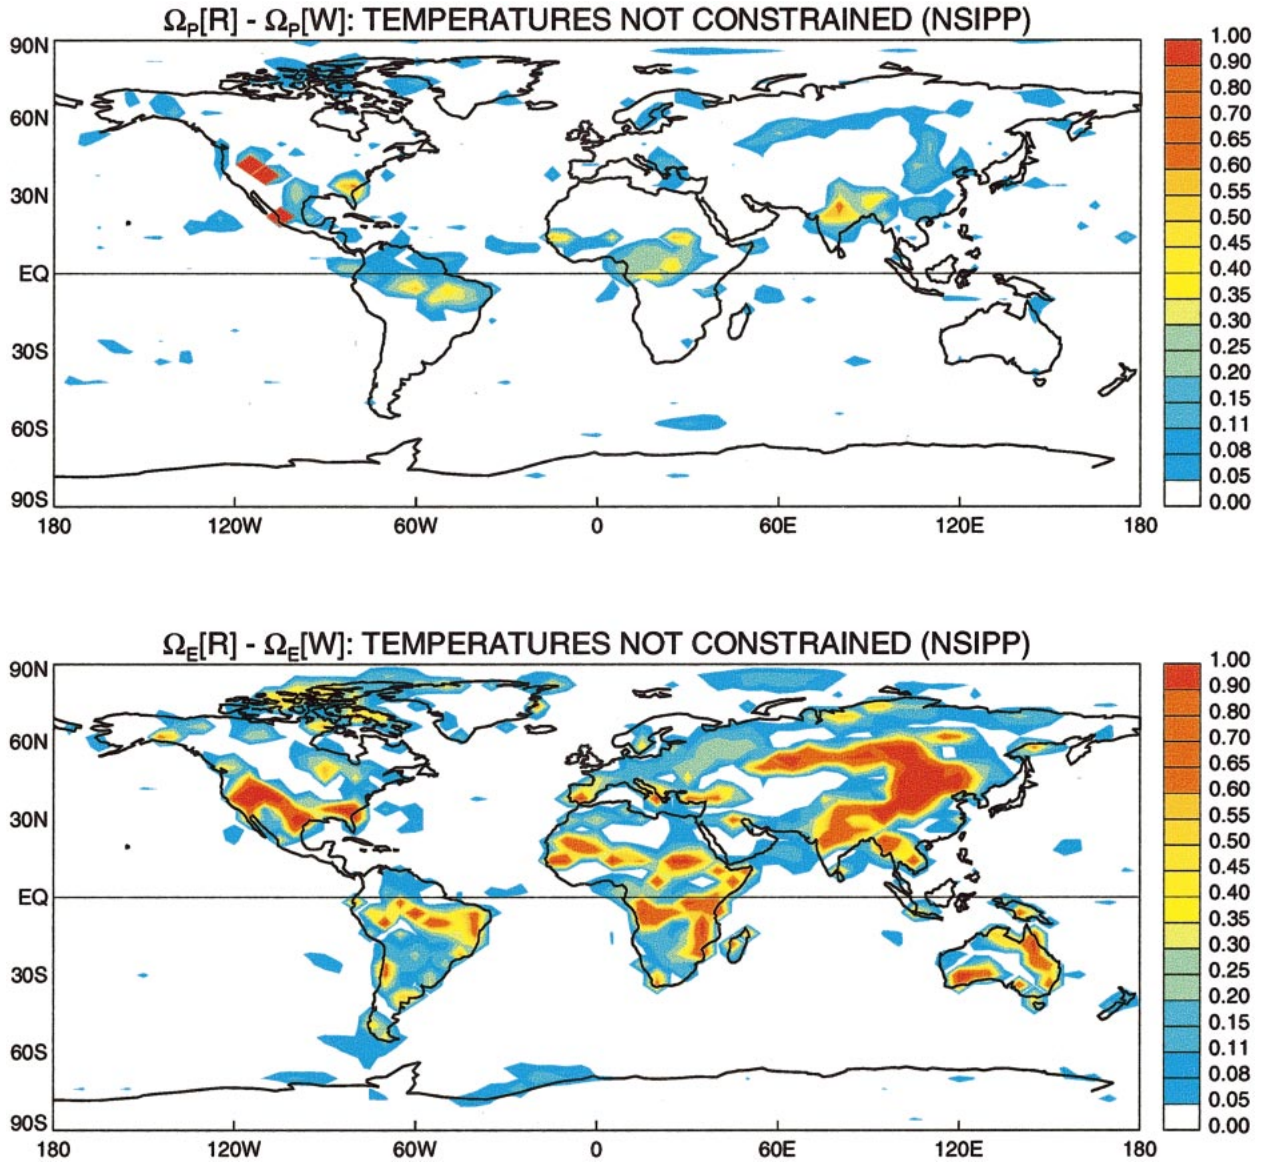 Ω_P[R] - Ω_P[W]: TEMPERATURES NOT CONSTRAINED (NSIPP)
90N
60N
30N
EQ
30S
60S
90S
180 120W 60W 0 60E 120E 180
1.00
0.90
0.80
0.70
0.65
0.60
0.55
0.50
0.45
0.40
0.35
0.30
0.25
0.20
0.15
0.11
0.08
0.05
0.00
Ω_E[R] - Ω_E[W]: TEMPERATURES NOT CONSTRAINED (NSIPP)
90N
60N
30N
EQ
30S
60S
90S
180 120W 60W 0 60E 120E 180
1.00
0.90
0.80
0.70
0.65
0.60
0.55
0.50
0.45
0.40
0.35
0.30
0.25
0.20
0.15
0.11
0.08
0.05
0.00